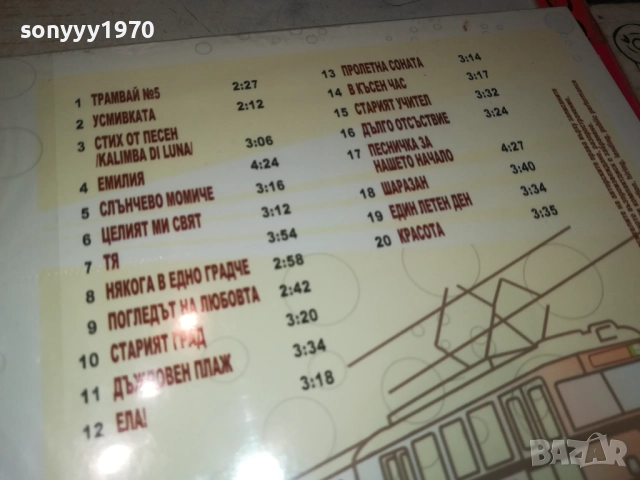 sonyyy1970
1 ТРАМВАЙ №5 2:27
2 УСМИВКАТА 2:12
3 СТИХ ОТ ПЕСЕН
/KALIMBA DI LUNA/ 3:06
4 ЕМИЛИЯ 4:24
5 СЛЪНЧЕВО МОМИЧЕ 3:16
6 ЦЕЛИЯТ МИ СВЯТ 3:12
7 ТЯ 3:54
8 НЯКОГА В ЕДНО ГРАДЧЕ 2:58
9 ПОГЛЕДЪТ НА ЛЮБОВТА 2:42
10 СТАРИЯТ ГРАД 3:20
11 ДЪЖДОВЕН ПЛАЖ 3:34
12 ЕЛА! 3:18
13 ПРОЛЕТНА СОНАТА 3:14
14 В КЪСЕН ЧАС 3:17
15 СТАРИЯТ УЧИТЕЛ 3:32
16 ДЪЛГО ОТСЪСТВИЕ 3:24
17 ПЕСНИЧКА ЗА
НАШЕТО НАЧАЛО 4:27
18 ШАРАЗАН 3:40
19 ЕДИН ЛЕТЕН ДЕН 3:34
20 КРАСОТА 3:35
BAZAR
bg